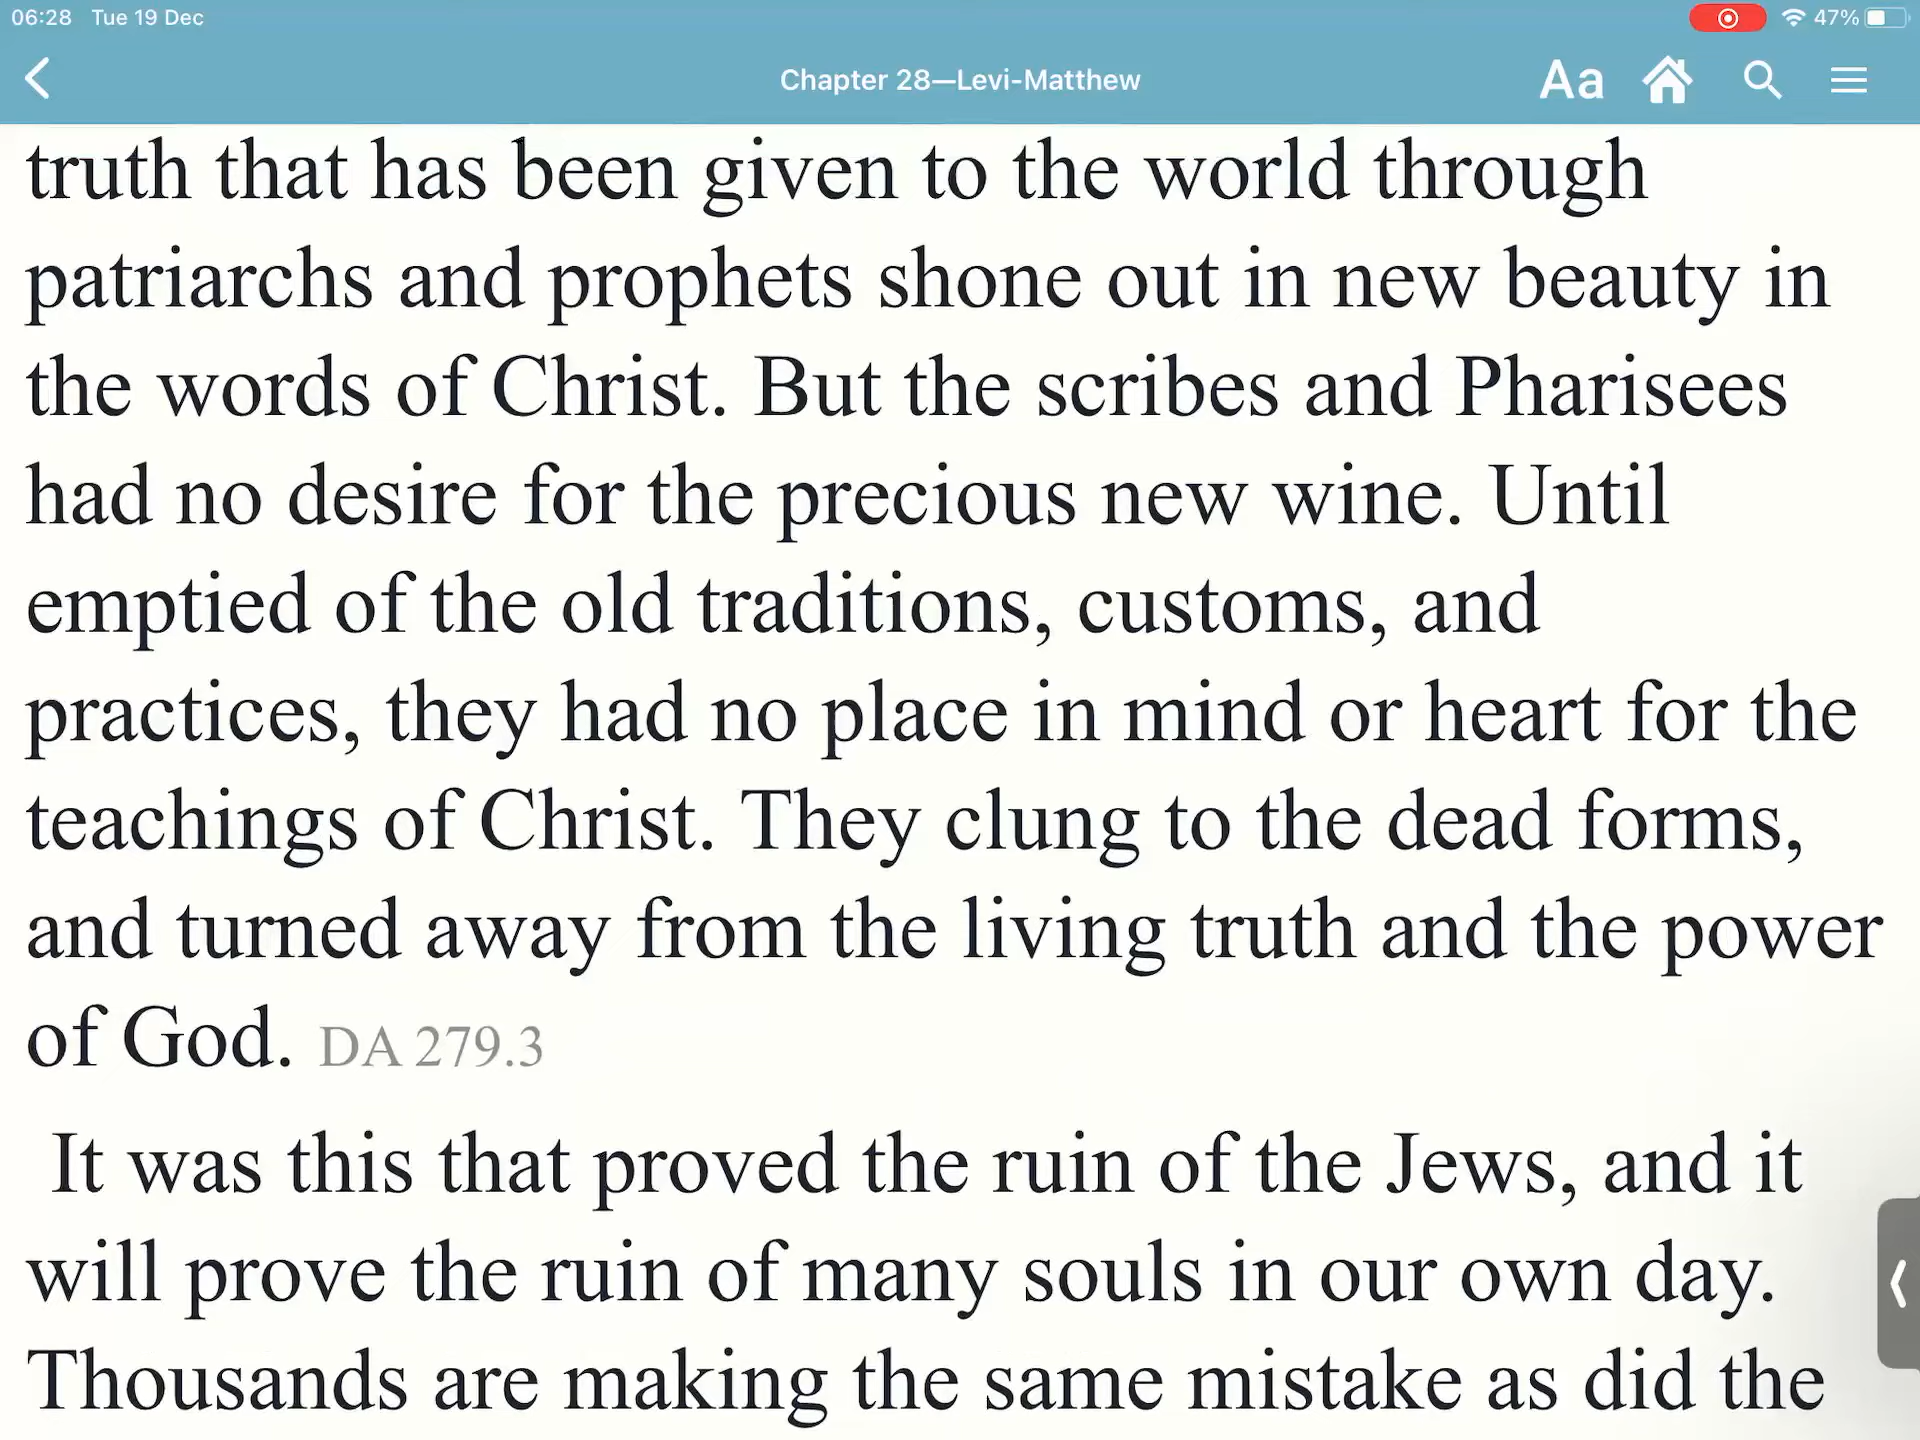 06:28 Tue 19 Dec
47%
Chapter 28—Levi-Matthew
Aa
truth that has been given to the world through
patriarchs and prophets shone out in new beauty in
the words of Christ. But the scribes and Pharisees
had no desire for the precious new wine. Until
emptied of the old traditions, customs, and
practices, they had no place in mind or heart for the
teachings of Christ. They clung to the dead forms,
and turned away from the living truth and the power
of God. DA 279.3
It was this that proved the ruin of the Jews, and it
will prove the ruin of many souls in our own day.
Thousands are making the same mistake as did the